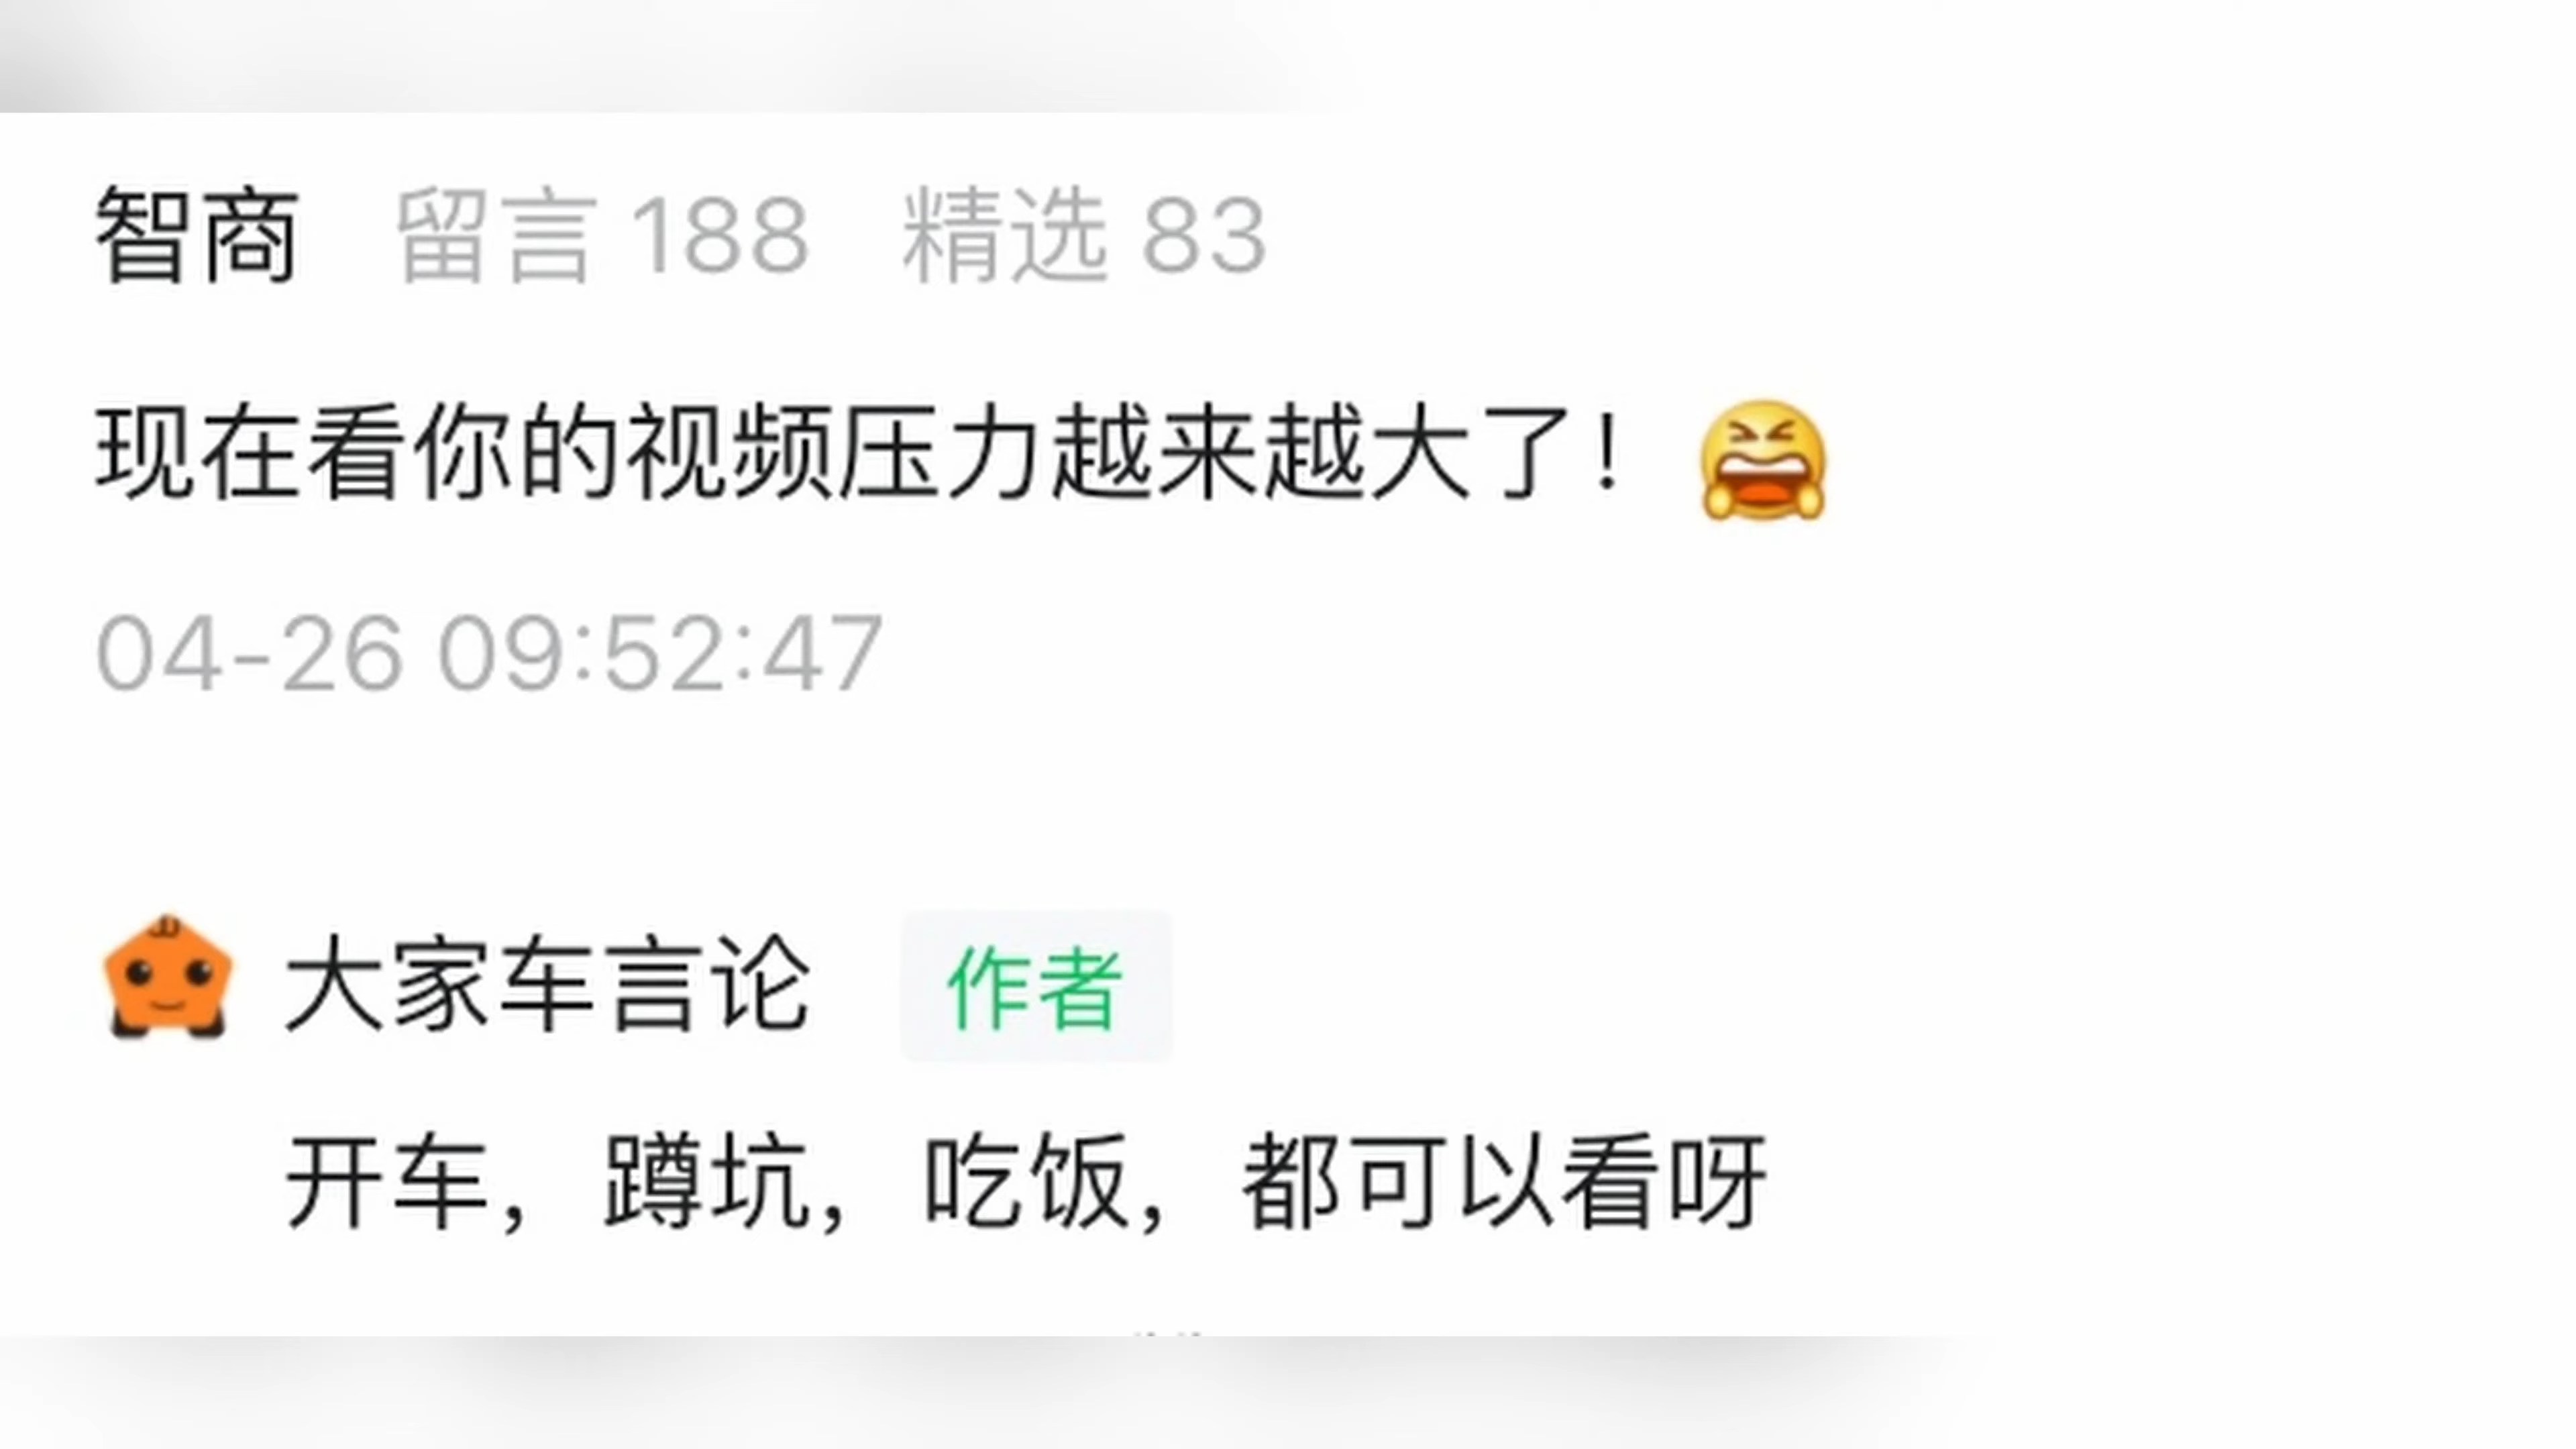 智商 留言 188 精选 83
现在看你的视频压力越来越大了！
04-26 09:52:47
大家车言论 作者
开车，蹲坑，吃饭，都可以看呀